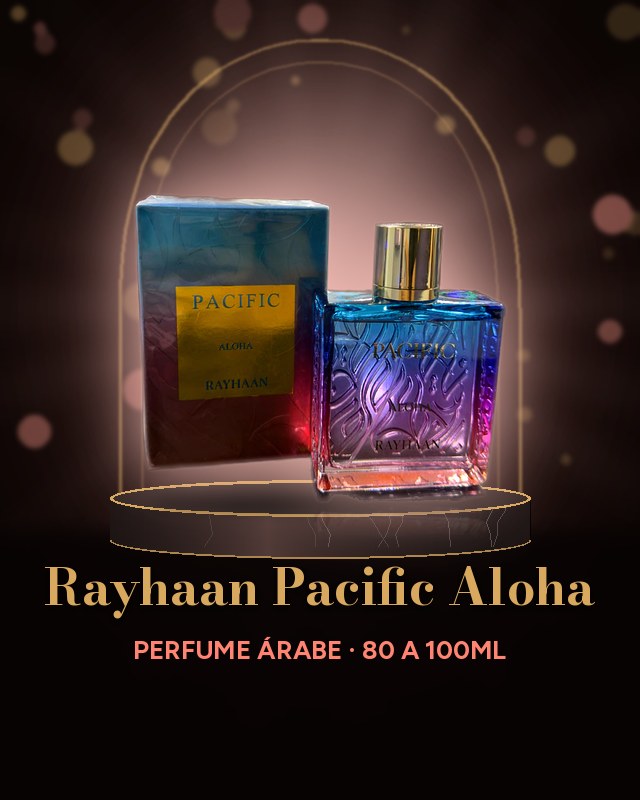 PACIFIC
ALOHA
RAYHAAN
PACIFIC
ALOHA
RAYHAAN
Rayhaan Pacific Aloha
PERFUME ÁRABE · 80 A 100ML